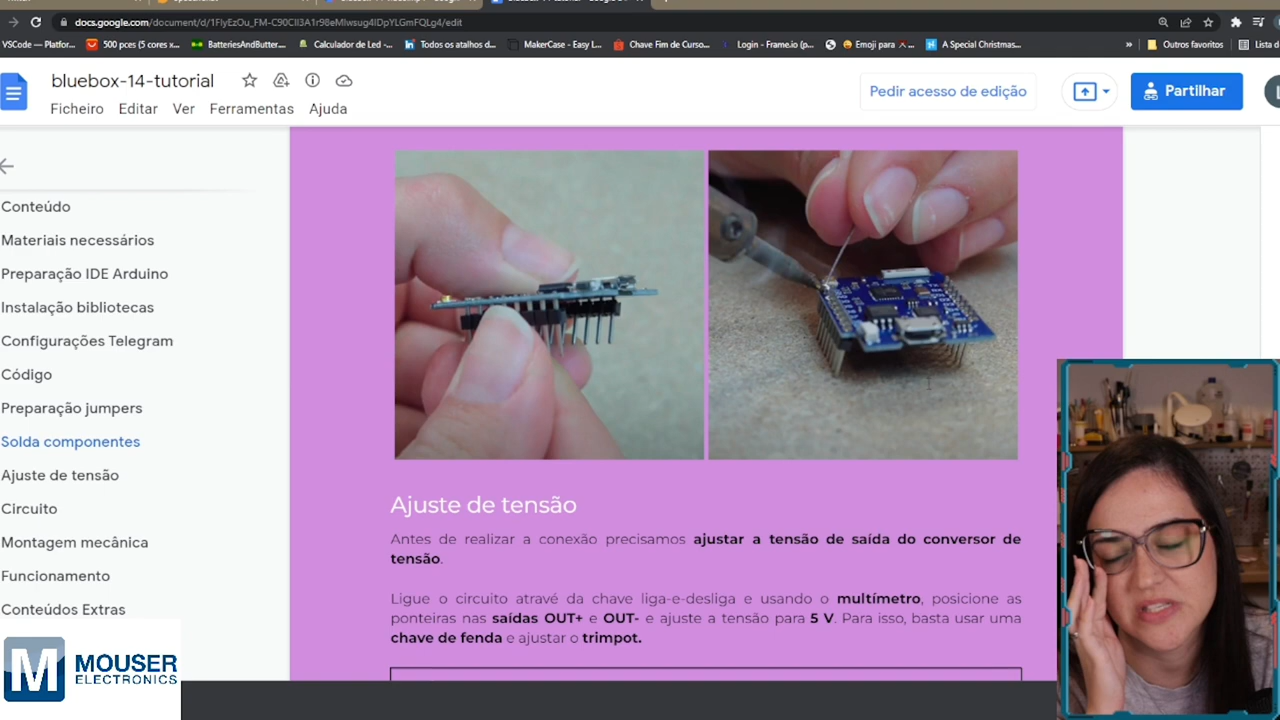 docs.google.com/document/d/1FIyEzOu_FM-C90ClI3A1r98eMlwsug4IDpYLGmFQLg4/edit
VSCode — Platfor...
500 pces (5 cores x...
BatteriesAndButter...
Calculador de Led -...
Todos os atalhos d...
MakerCase - Easy L...
Chave Fim de Curso...
Login - Frame.io (p...
Emoji para
A Special Christmas...
»
Outros favoritos
Lista d
bluebox-14-tutorial
Ficheiro Editar Ver Ferramentas Ajuda
Pedir acesso de edição
Partilhar
Conteúdo
Materiais necessários
Preparação IDE Arduino
Instalação bibliotecas
Configurações Telegram
Código
Preparação jumpers
Solda componentes
Ajuste de tensão
Circuito
Montagem mecânica
Funcionamento
Conteúdos Extras
M MOUSER
ELECTRONICS
Ajuste de tensão
Antes de realizar a conexão precisamos ajustar a tensão de saída do conversor de
tensão.
Ligue o circuito atravé da chave liga-e-desliga e usando o multímetro, posicione as
ponteiras nas saídas OUT+ e OUT- e ajuste a tensão para 5 V. Para isso, basta usar uma
chave de fenda e ajustar o trimpot.